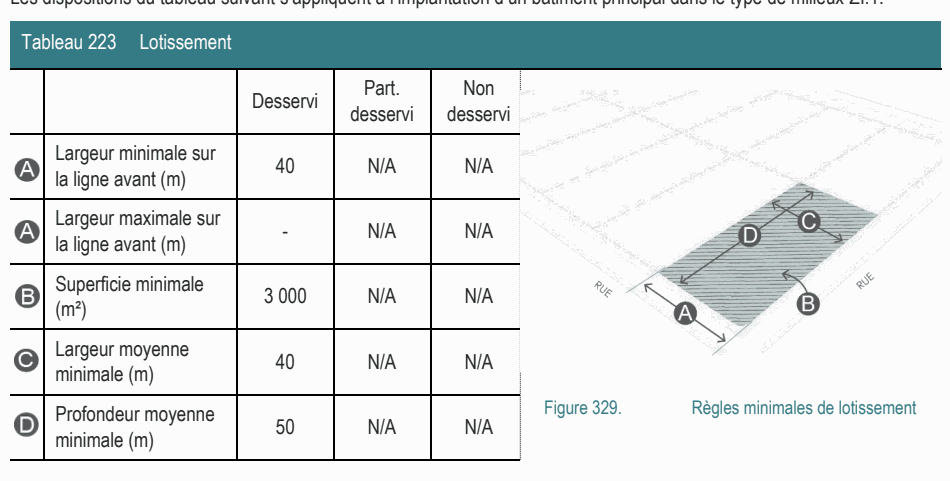 Les dispositions du tableau suivant s'appliquent à l'implantation d'un bâtiment principal dans le type de milieux ZI.1.
Tableau 223 Lotissement
Desservi Part. desservi Non desservi
A Largeur minimale sur la ligne avant (m) 40 N/A N/A
A Largeur maximale sur la ligne avant (m) - N/A N/A
B Superficie minimale (m²) 3 000 N/A N/A
C Largeur moyenne minimale (m) 40 N/A N/A
D Profondeur moyenne minimale (m) 50 N/A N/A
D
C
A
B
RUE
RUE
Figure 329. Règles minimales de lotissement